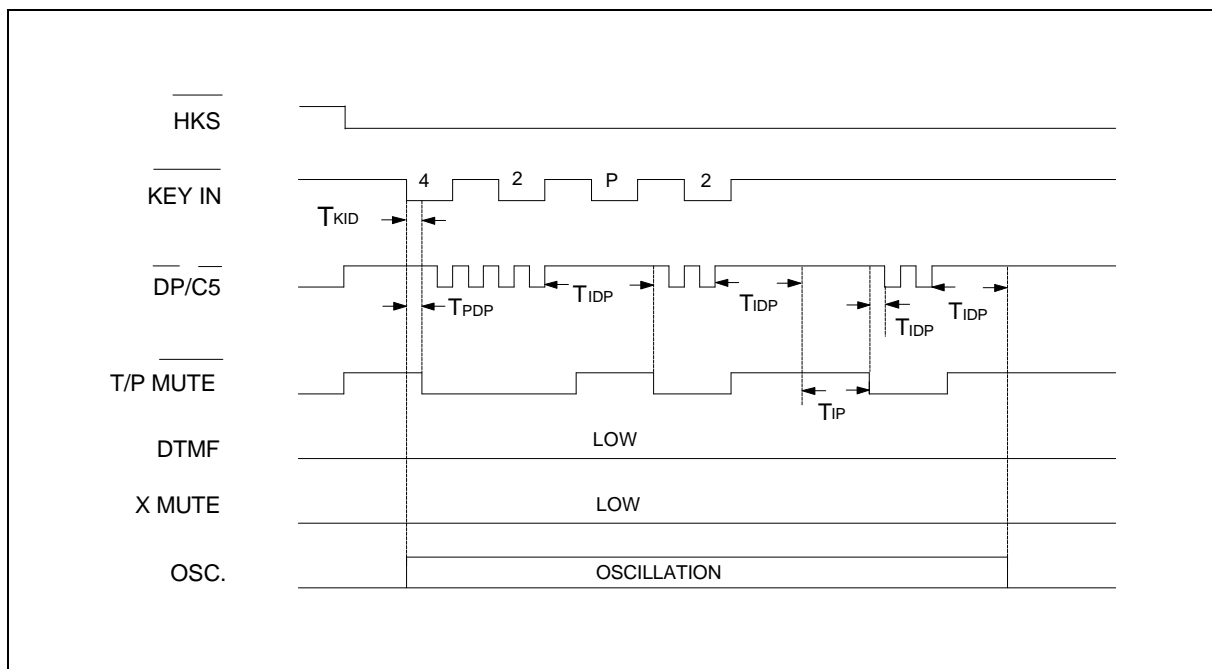 HKS
KEY IN
4 2 P 2
TKID
DP/C5
TPDP TIDP TIDP TIDP TIDP
T/P MUTE
TIP
DTMF
LOW
X MUTE
LOW
OSC.
OSCILLATION